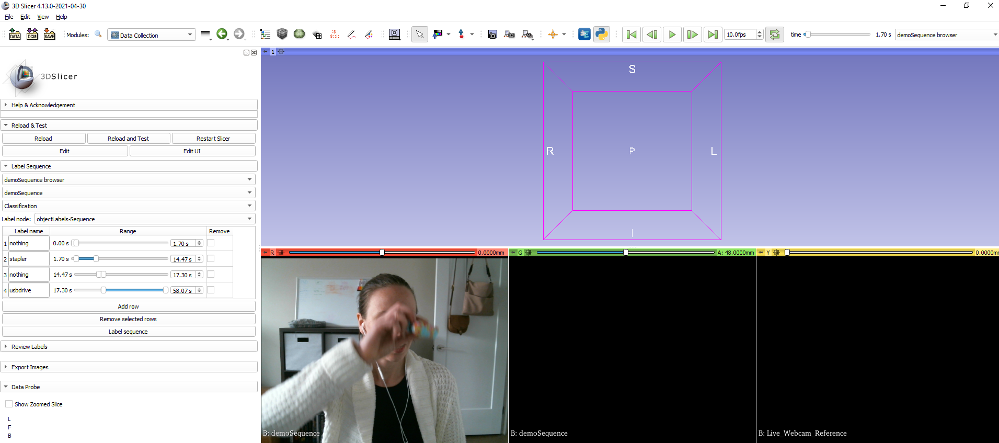 3D Slicer 4.13.0-2021-04-30
File Edit View Help
DATA DCM SAVE Modules: Data Collection 10.0fps time 1.70 s demoSequence browser
1
3DSlicer
S
R P L
I
Help & Acknowledgement
Reload & Test
Reload Reload and Test Restart Slicer
Edit Edit UI
Label Sequence
demoSequence browser
demoSequence
Classification
Label node: objectLabels-Sequence
Label name Range Remove
1 nothing 0.00 s 1.70 s
2 stapler 1.70 s 14.47 s
3 nothing 14.47 s 17.30 s
4 usbdrive 17.30 s 58.07 s
Add row
Remove selected rows
Label sequence
Review Labels
Export Images
Data Probe
Show Zoomed Slice
L
F
B
R 0.0000mm G A: 48.0000mm Y 0.0000mm
B: demoSequence B: demoSequence B: Live_Webcam_Reference